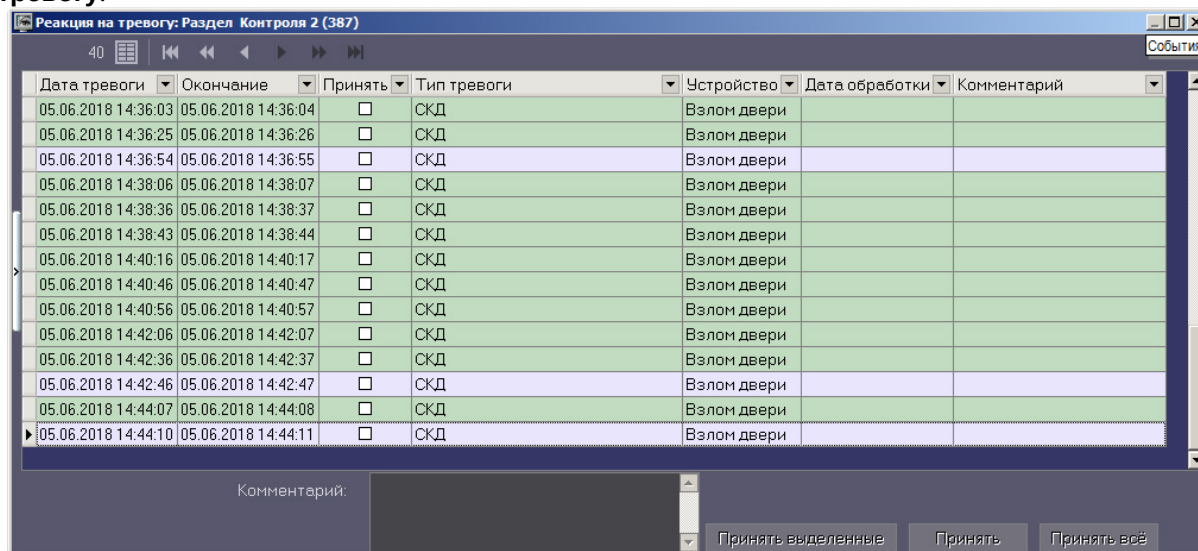 тревогу.
Реакция на тревогу: Раздел Контроля 2 (387)
События
40
Дата тревоги Окончание Принять Тип тревоги Устройство Дата обработки Комментарий
05.06.2018 14:36:03 05.06.2018 14:36:04 СКД Взлом двери
05.06.2018 14:36:25 05.06.2018 14:36:26 СКД Взлом двери
05.06.2018 14:36:54 05.06.2018 14:36:55 СКД Взлом двери
05.06.2018 14:38:06 05.06.2018 14:38:07 СКД Взлом двери
05.06.2018 14:38:36 05.06.2018 14:38:37 СКД Взлом двери
05.06.2018 14:38:43 05.06.2018 14:38:44 СКД Взлом двери
05.06.2018 14:40:16 05.06.2018 14:40:17 СКД Взлом двери
05.06.2018 14:40:46 05.06.2018 14:40:47 СКД Взлом двери
05.06.2018 14:40:56 05.06.2018 14:40:57 СКД Взлом двери
05.06.2018 14:42:06 05.06.2018 14:42:07 СКД Взлом двери
05.06.2018 14:42:36 05.06.2018 14:42:37 СКД Взлом двери
05.06.2018 14:42:46 05.06.2018 14:42:47 СКД Взлом двери
05.06.2018 14:44:07 05.06.2018 14:44:08 СКД Взлом двери
05.06.2018 14:44:10 05.06.2018 14:44:11 СКД Взлом двери
Комментарий:
Принять выделенные Принять Принять всё